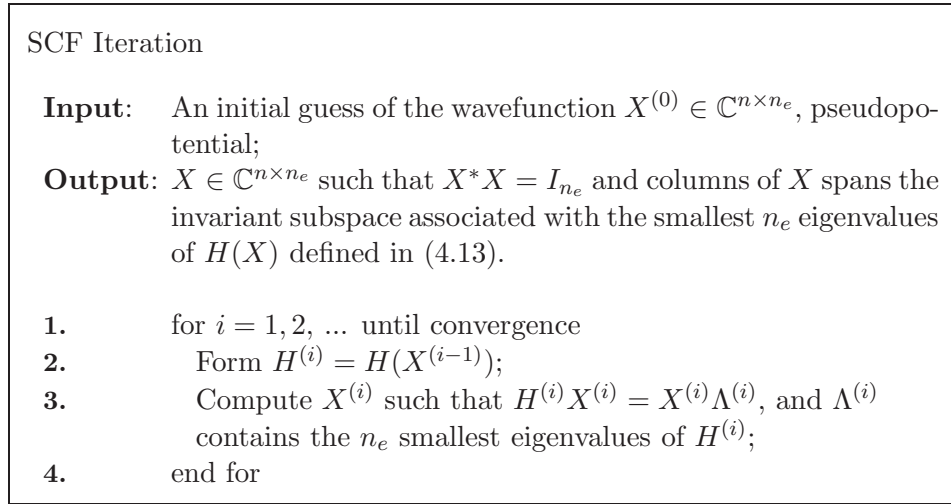 SCF Iteration
Input: An initial guess of the wavefunction X^{(0)} ∈ ℂ^{n×n_e}, pseudopo-
tential;
Output: X ∈ ℂ^{n×n_e} such that X*X = I_{n_e} and columns of X spans the
invariant subspace associated with the smallest n_e eigenvalues
of H(X) defined in (4.13).
1. for i = 1, 2, ... until convergence
2. Form H^{(i)} = H(X^{(i−1)});
3. Compute X^{(i)} such that H^{(i)}X^{(i)} = X^{(i)}Λ^{(i)}, and Λ^{(i)}
contains the n_e smallest eigenvalues of H^{(i)};
4. end for